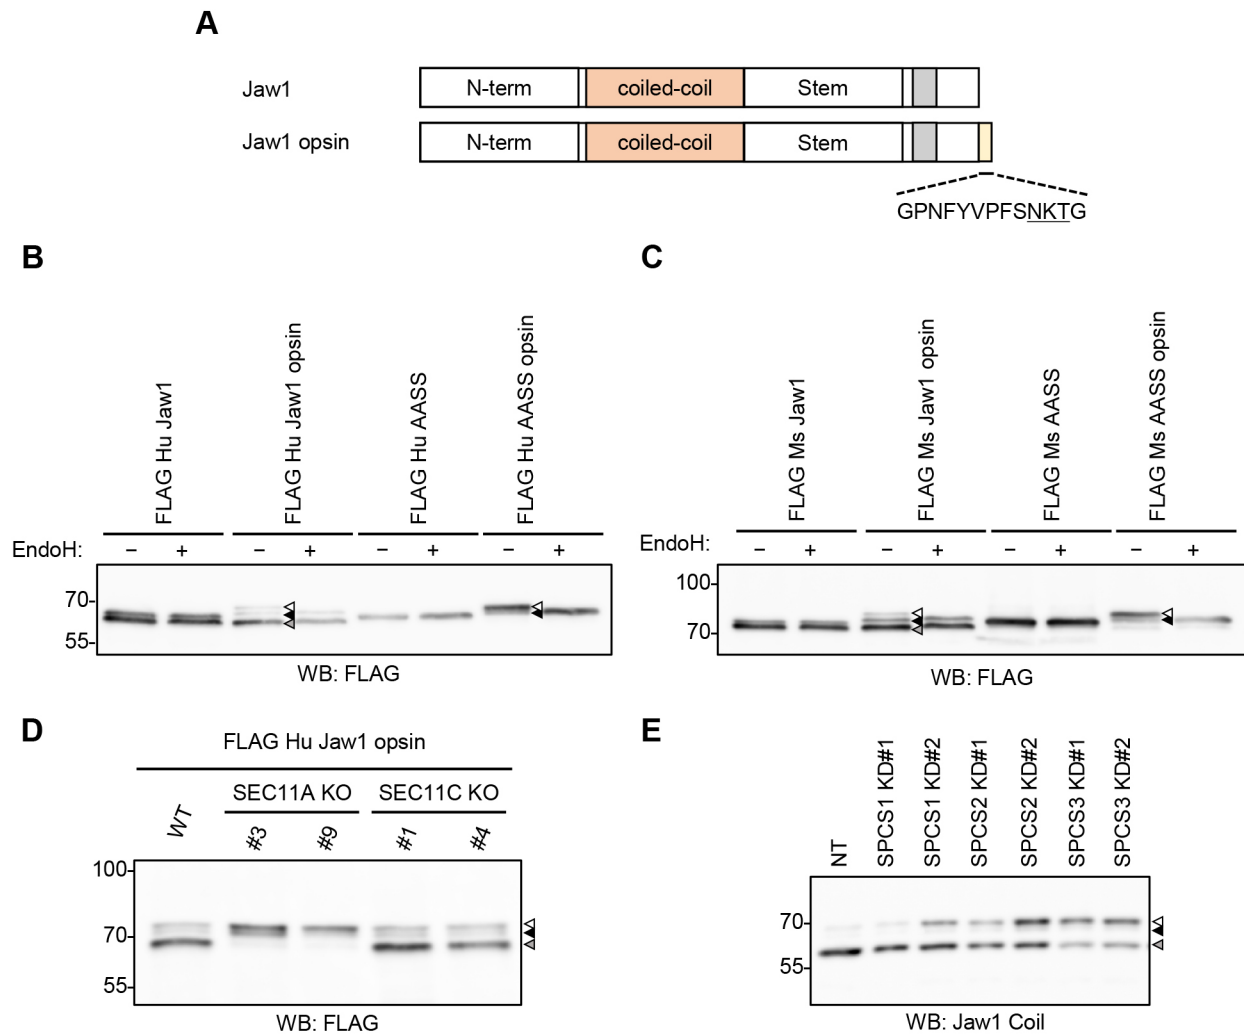 A
Jaw1 N-term coiled-coil Stem
Jaw1 opsin N-term coiled-coil Stem
GPNFYVPFSNKTG
B
FLAG Hu Jaw1
FLAG Hu Jaw1 opsin
FLAG Hu AASS
FLAG Hu AASS opsin
EndoH: − + − + − + − +
70
55
WB: FLAG
C
FLAG Ms Jaw1
FLAG Ms Jaw1 opsin
FLAG Ms AASS
FLAG Ms AASS opsin
EndoH: − + − + − + − +
100
70
WB: FLAG
D
FLAG Hu Jaw1 opsin
SEC11A KO SEC11C KO
WT #3 #9 #1 #4
100
70
55
WB: FLAG
E
NT
SPCS1 KD#1
SPCS1 KD#2
SPCS2 KD#1
SPCS2 KD#2
SPCS3 KD#1
SPCS3 KD#2
70
55
WB: Jaw1 Coil